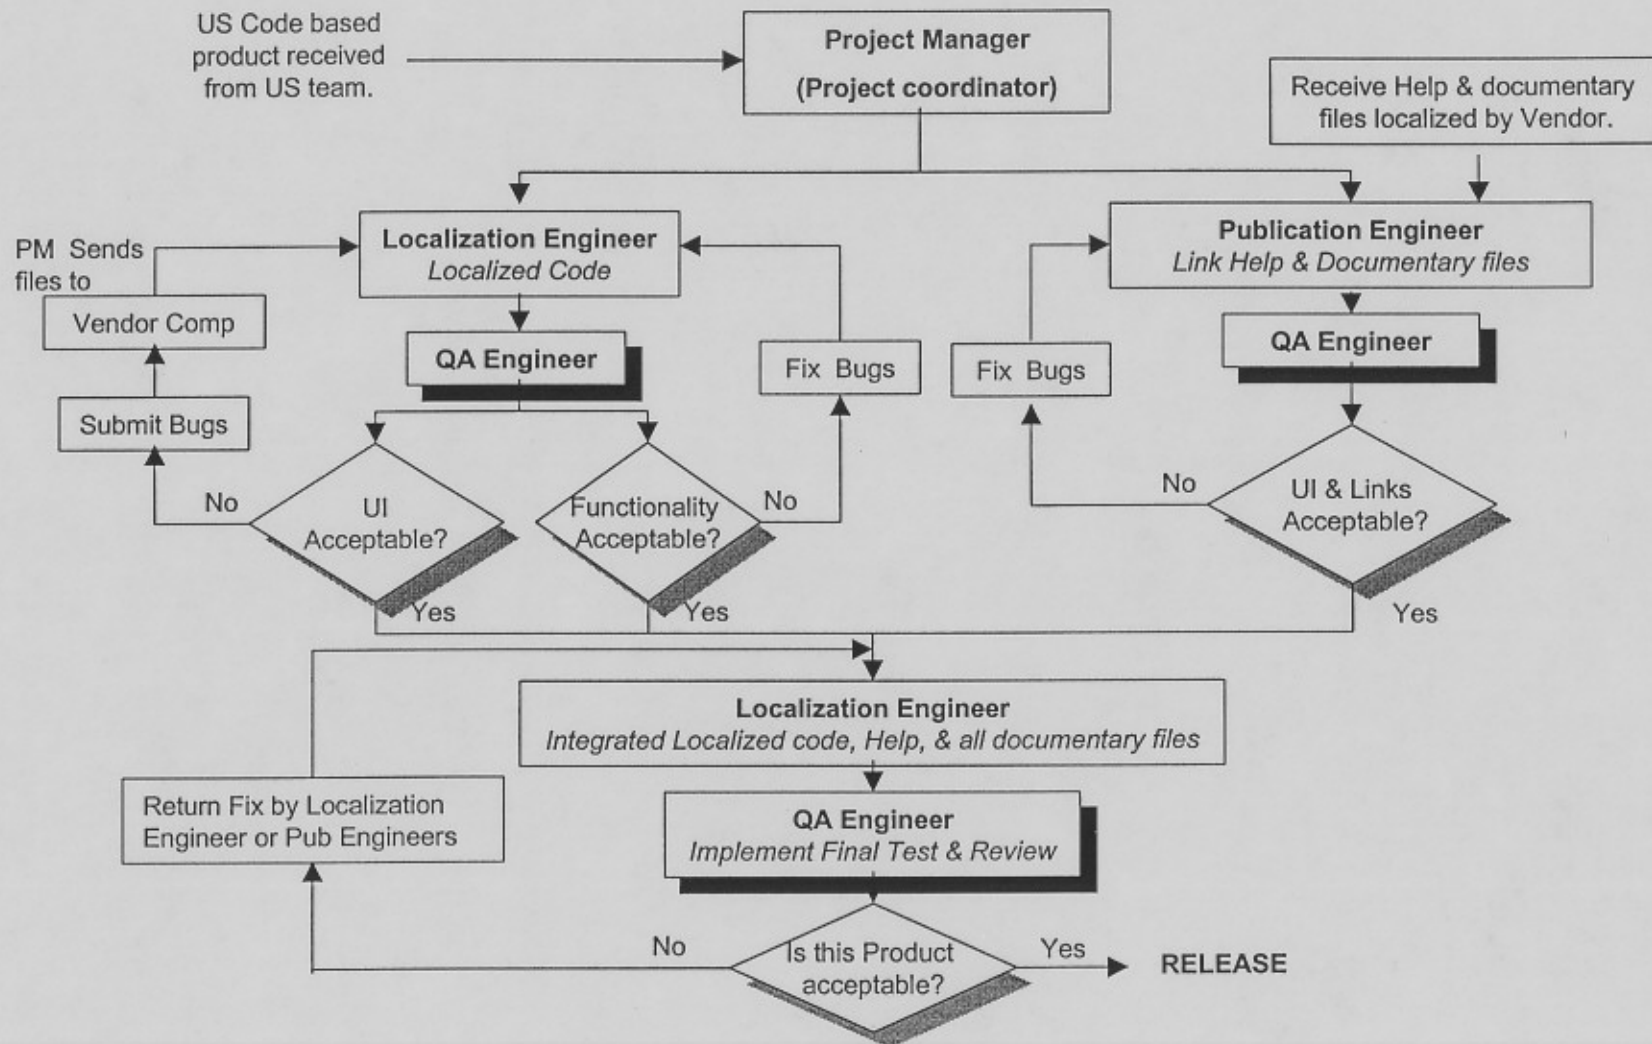 US Code based
product received
from US team.
Project Manager
(Project coordinator)
Receive Help & documentary
files localized by Vendor.
PM Sends
files to
Localization Engineer
Localized Code
Publication Engineer
Link Help & Documentary files
Vendor Comp
QA Engineer
Fix Bugs
Fix Bugs
QA Engineer
Submit Bugs
No
UI
Acceptable?
Functionality
Acceptable?
No
No
UI & Links
Acceptable?
Yes
Yes
Yes
Localization Engineer
Integrated Localized code, Help, & all documentary files
Return Fix by Localization
Engineer or Pub Engineers
QA Engineer
Implement Final Test & Review
No
Is this Product
acceptable?
Yes
RELEASE